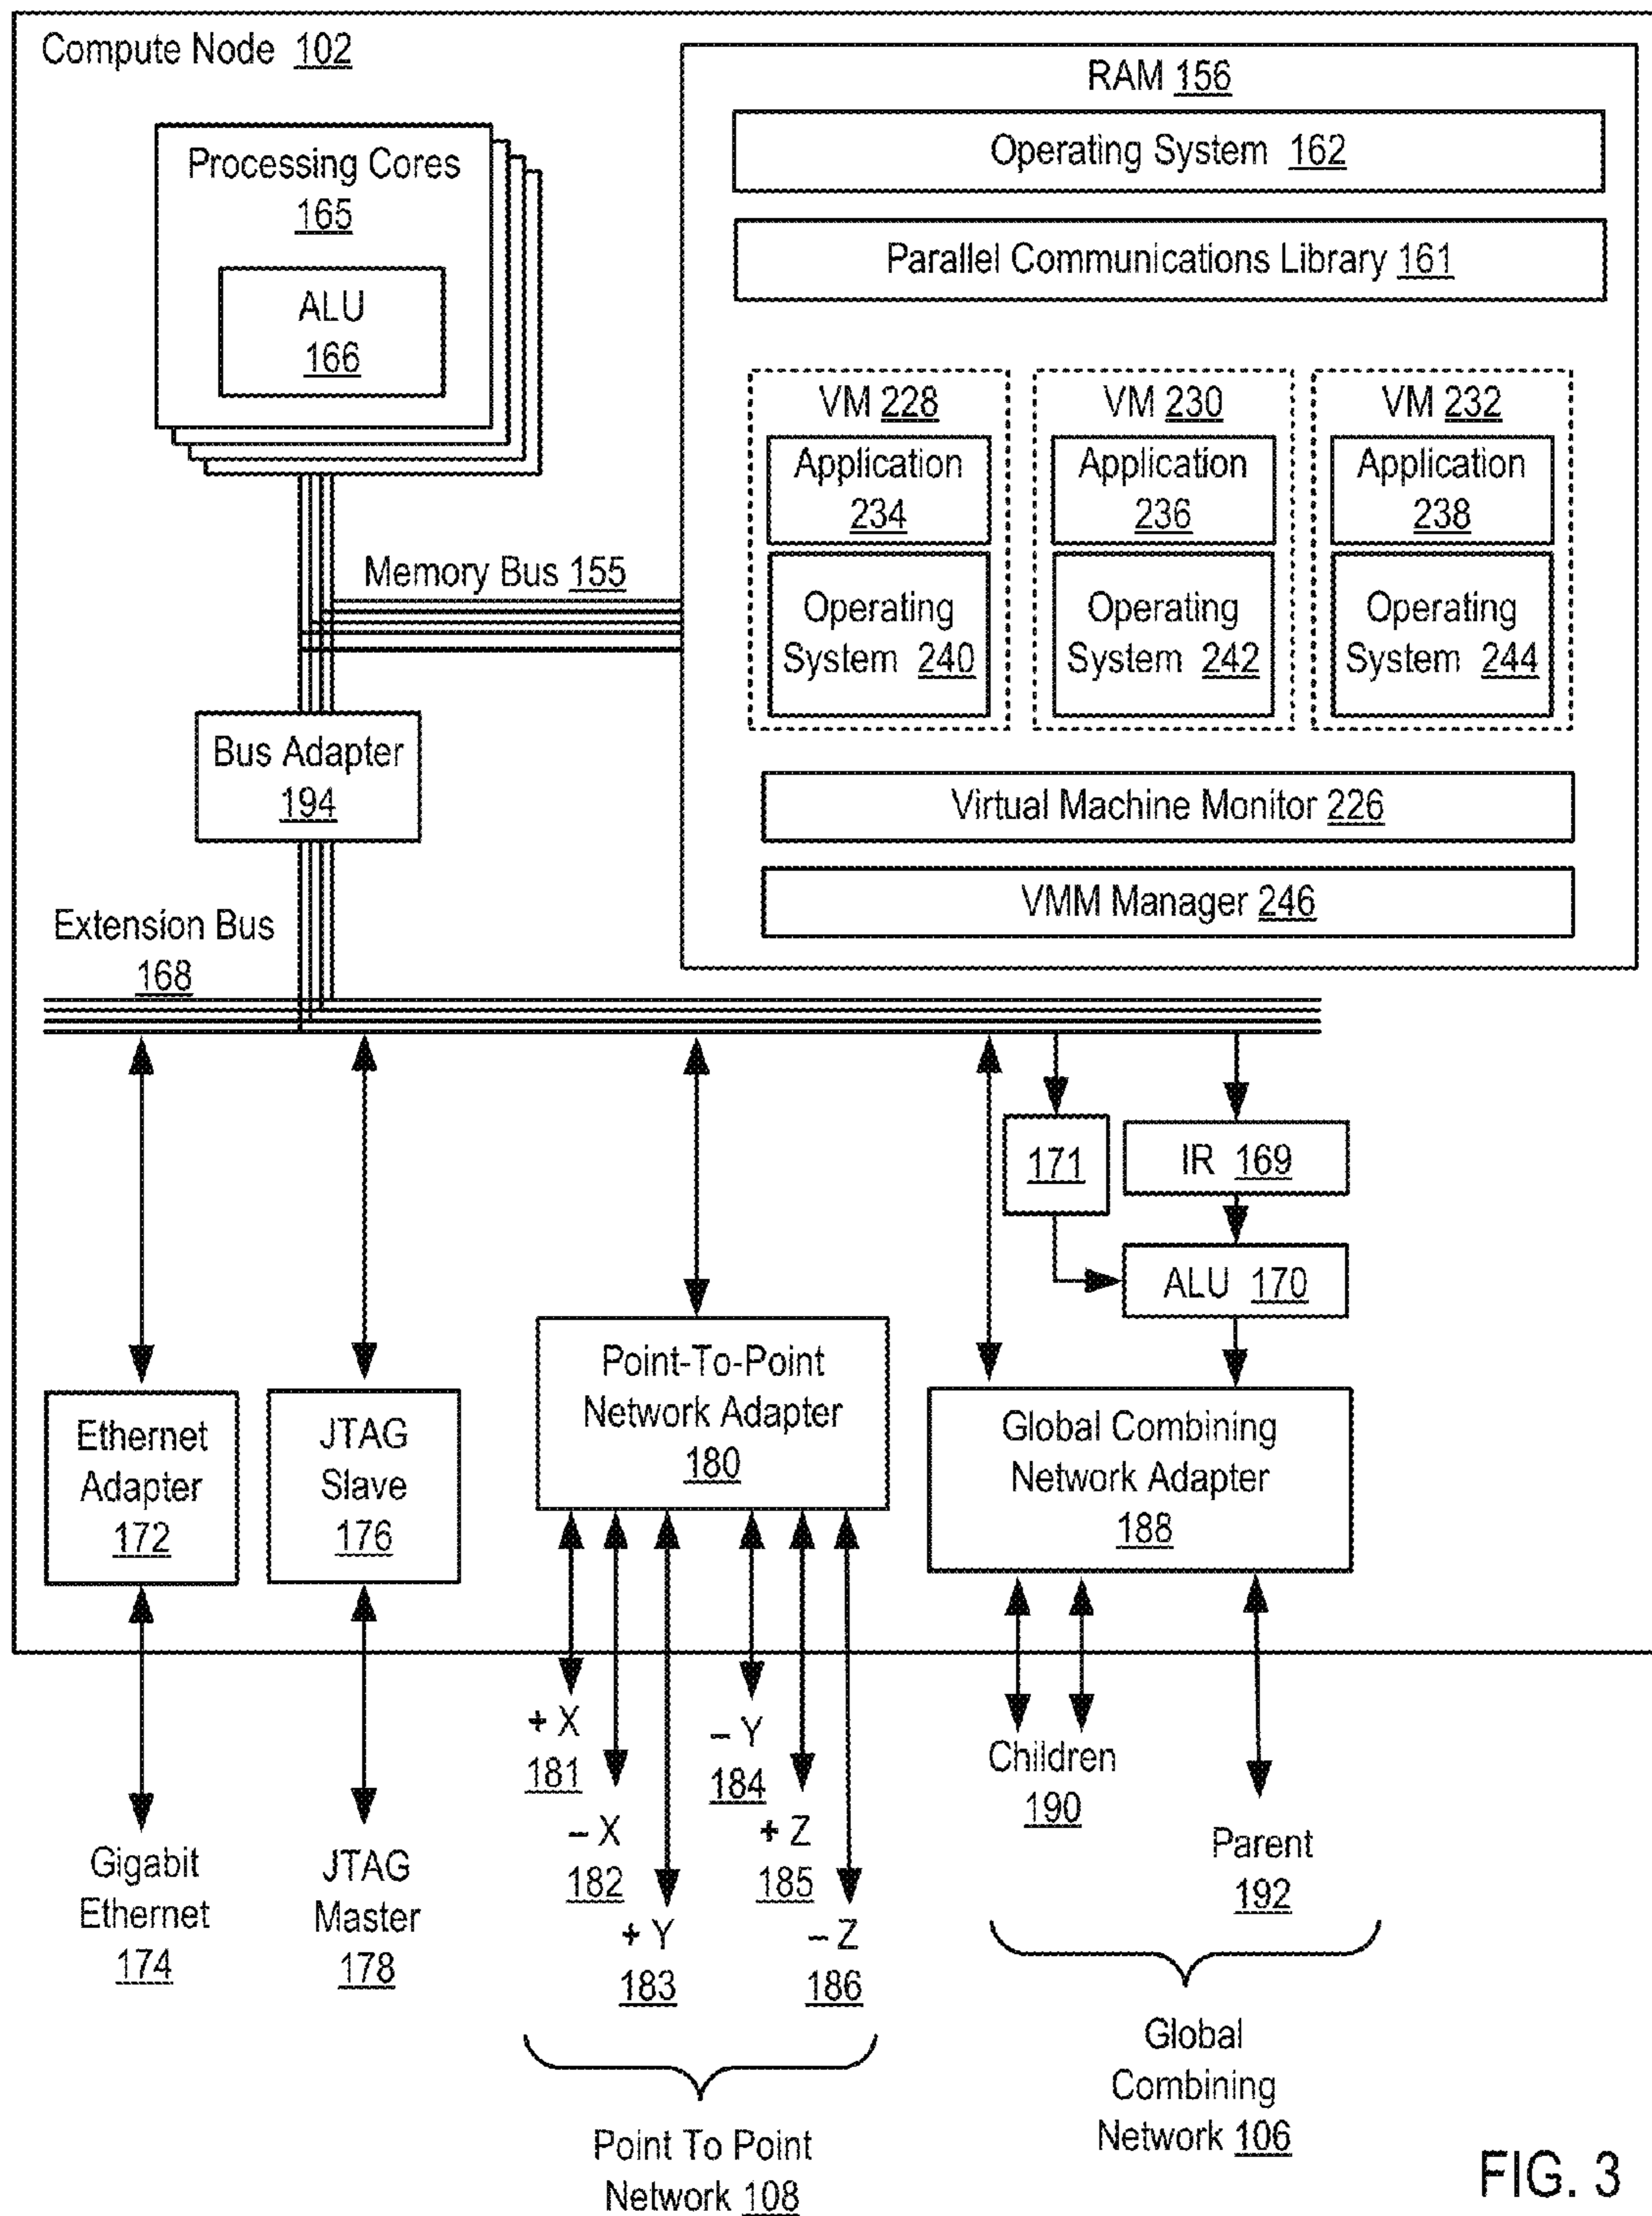 Compute Node 102
Processing Cores
165
ALU
166
RAM 156
Operating System 162
Parallel Communications Library 161
VM 228
Application
234
Operating
System 240
VM 230
Application
236
Operating
System 242
VM 232
Application
238
Operating
System 244
Virtual Machine Monitor 226
VMM Manager 246
Memory Bus 155
Bus Adapter
194
Extension Bus
168
171
IR 169
ALU 170
Ethernet
Adapter
172
JTAG
Slave
176
Point-To-Point
Network Adapter
180
Global Combining
Network Adapter
188
Gigabit
Ethernet
174
JTAG
Master
178
+ X
181
– X
182
+ Y
183
– Y
184
+ Z
185
– Z
186
Children
190
Parent
192
Point To Point
Network 108
Global
Combining
Network 106
FIG. 3